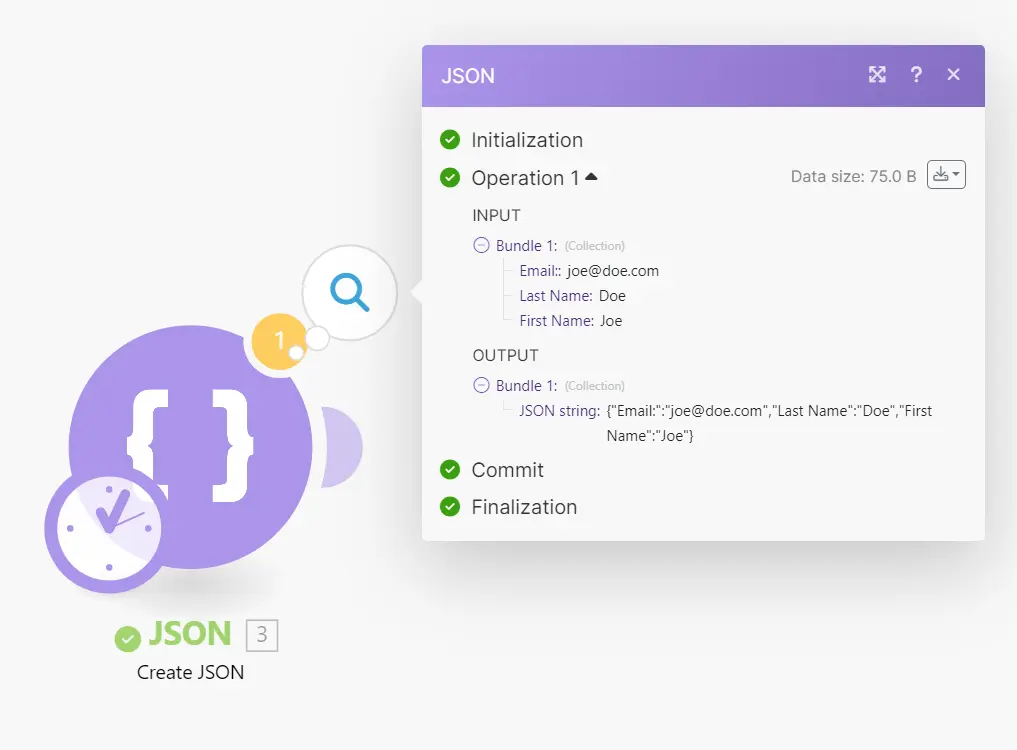 JSON
?
Initialization
Operation 1
Data size: 75.0 B
INPUT
Bundle 1: (Collection)
Email:: joe@doe.com
Last Name: Doe
First Name: Joe
OUTPUT
Bundle 1: (Collection)
JSON string: {"Email:":"joe@doe.com","Last Name":"Doe","First
Name":"Joe"}
Commit
Finalization
1
{ }
JSON 3
Create JSON